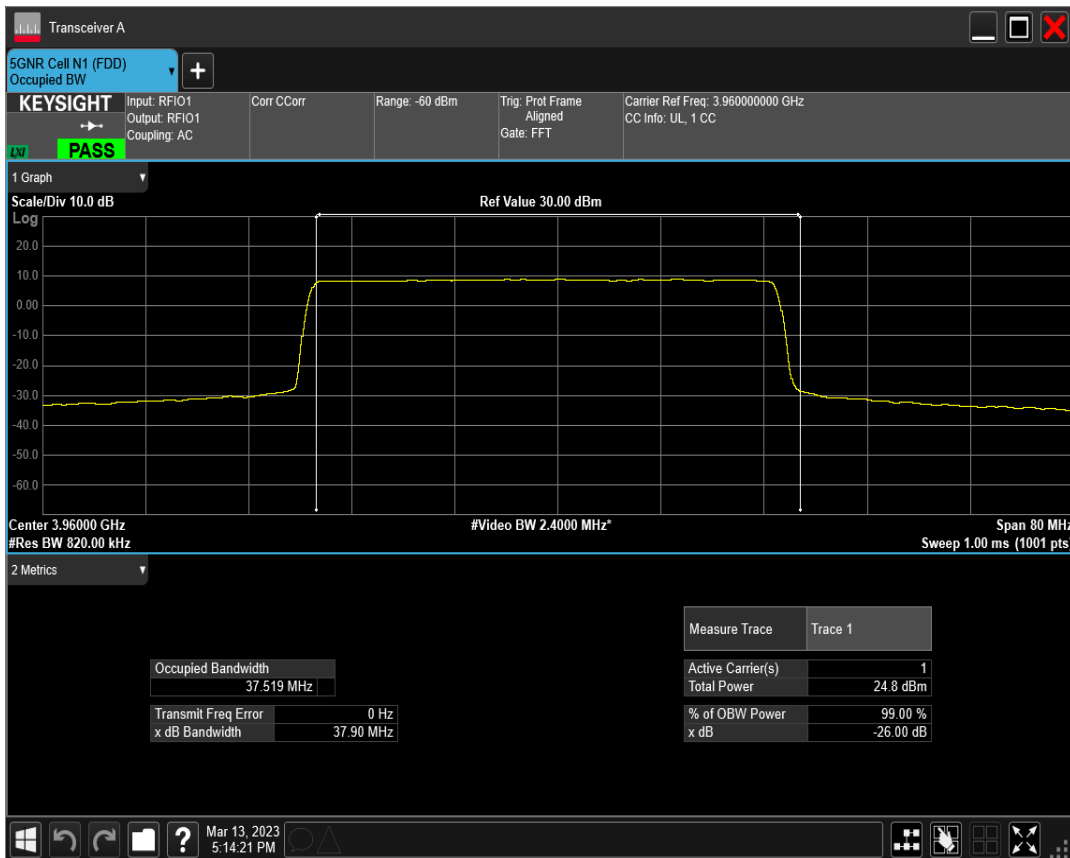 Transceiver A
5GNR Cell N1 (FDD)
Occupied BW
+
KEYSIGHT
LXI
PASS
Input: RFIO1
Output: RFIO1
Coupling: AC
Corr CCorr
Range: -60 dBm
Trig: Prot Frame
Aligned
Gate: FFT
Carrier Ref Freq: 3.960000000 GHz
CC Info: UL, 1 CC
1 Graph
Scale/Div 10.0 dB
Ref Value 30.00 dBm
Log
20.0
10.0
0.00
-10.0
-20.0
-30.0
-40.0
-50.0
-60.0
Center 3.96000 GHz
#Video BW 2.4000 MHz*
Span 80 MHz
#Res BW 820.00 kHz
Sweep 1.00 ms (1001 pts)
2 Metrics
Measure Trace Trace 1
Occupied Bandwidth
37.519 MHz
Active Carrier(s) 1
Total Power 24.8 dBm
Transmit Freq Error 0 Hz
x dB Bandwidth 37.90 MHz
% of OBW Power 99.00 %
x dB -26.00 dB
?
Mar 13, 2023
5:14:21 PM